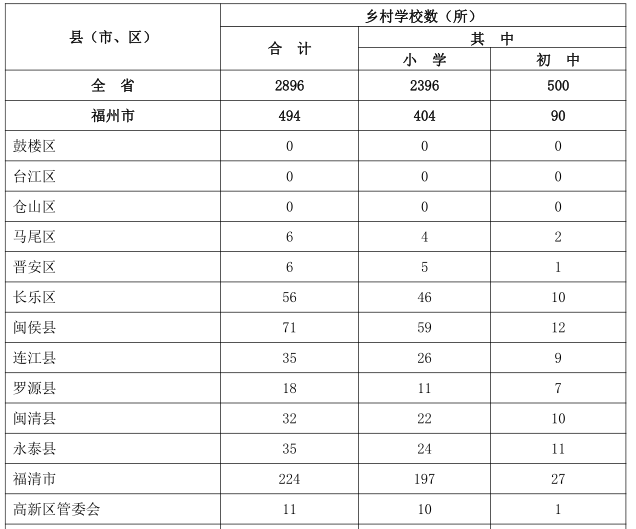 县（市、区） 乡村学校数（所）
合 计 其 中
小 学 初 中
全 省 2896 2396 500
福州市 494 404 90
鼓楼区 0 0 0
台江区 0 0 0
仓山区 0 0 0
马尾区 6 4 2
晋安区 6 5 1
长乐区 56 46 10
闽侯县 71 59 12
连江县 35 26 9
罗源县 18 11 7
闽清县 32 22 10
永泰县 35 24 11
福清市 224 197 27
高新区管委会 11 10 1